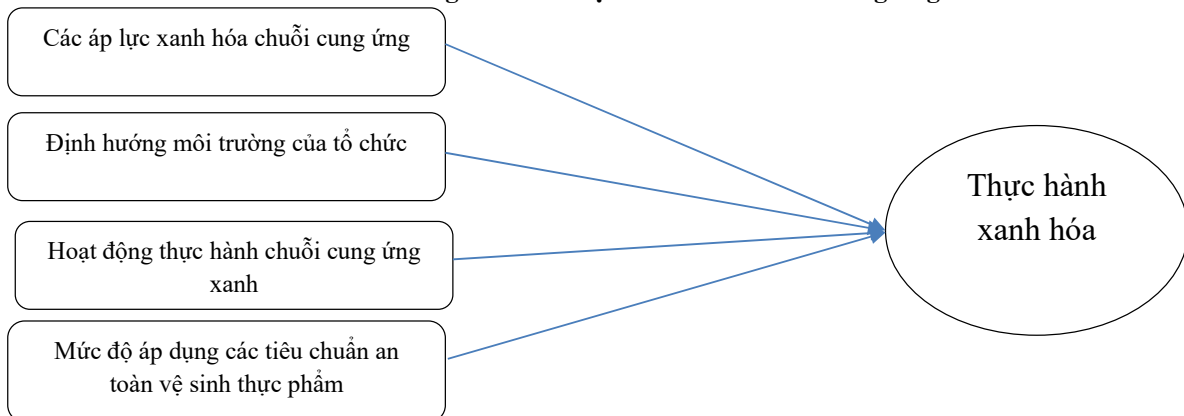 Các áp lực xanh hóa chuỗi cung ứng
Định hướng môi trường của tổ chức
Hoạt động thực hành chuỗi cung ứng
xanh
Mức độ áp dụng các tiêu chuẩn an
toàn vệ sinh thực phẩm
Thực hành
xanh hóa